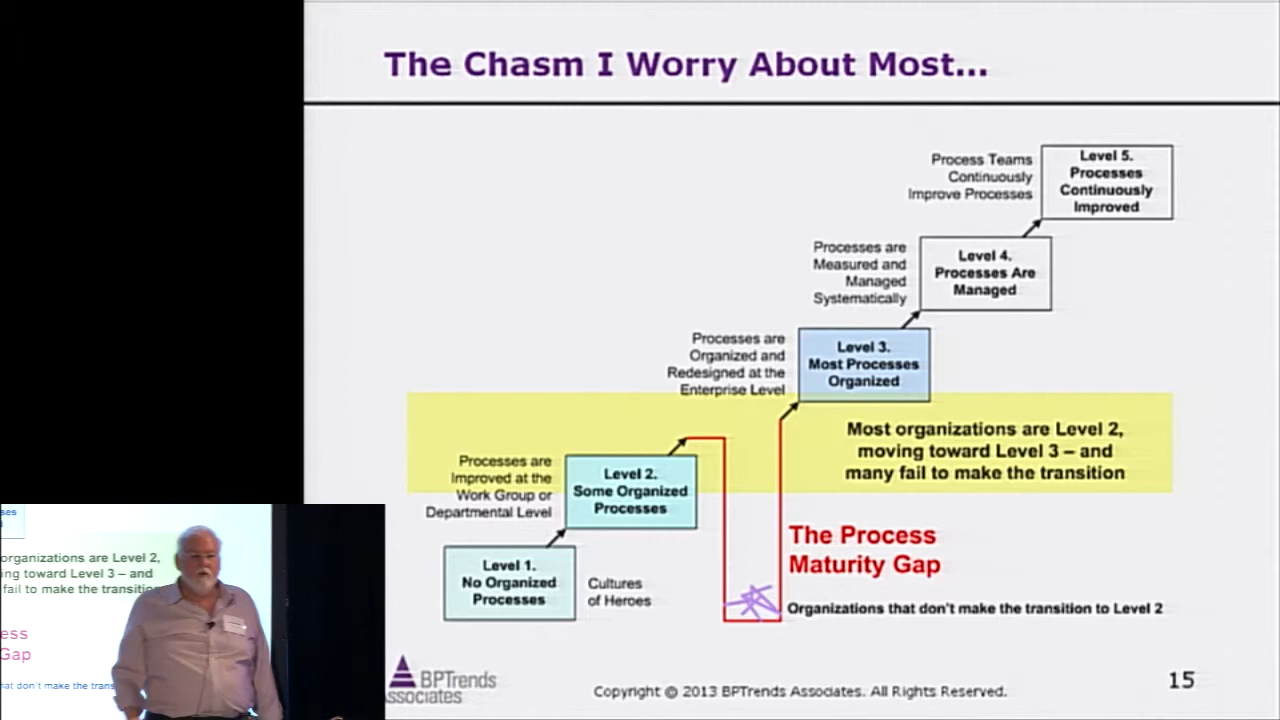 The Chasm I Worry About Most...
Process Teams
Continuously
Improve Processes
Level 5.
Processes
Continuously
Improved
Processes are
Measured and
Managed
Systematically
Level 4.
Processes Are
Managed
Processes are
Organized and
Redesigned at the
Enterprise Level
Level 3.
Most Processes
Organized
Most organizations are Level 2,
moving toward Level 3 – and
many fail to make the transition
Processes are
Improved at the
Work Group or
Departmental Level
Level 2.
Some Organized
Processes
The Process
Maturity Gap
Level 1.
No Organized
Processes
Cultures
of Heroes
Organizations that don't make the transition to Level 2
BPTrends
Associates
Copyright © 2013 BPTrends Associates. All Rights Reserved.
15
ses
organizations are Level 2,
ing toward Level 3 – and
fail to make the transition
ess
Gap
at don't make the trans